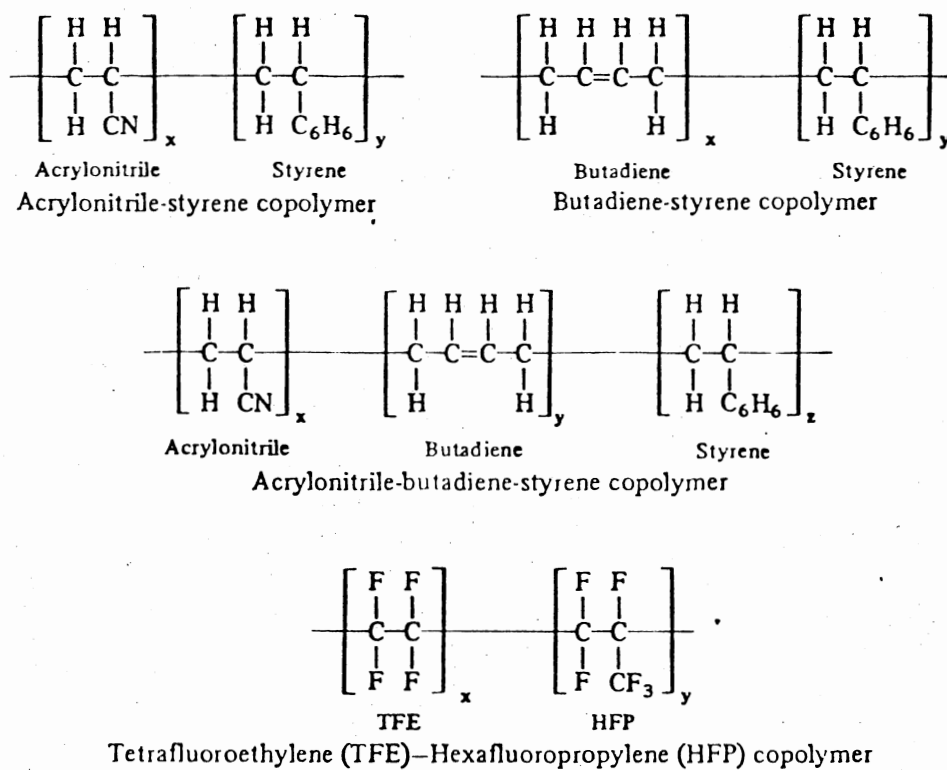 H H H H
C C C C
H CN x H C₆H₆ y
Acrylonitrile Styrene
Acrylonitrile-styrene copolymer
H H H H H H
C C=C C C C
H H x H C₆H₆ y
Butadiene Styrene
Butadiene-styrene copolymer
H H H H H H H H
C C C C=C C C C
H CN x H H y H C₆H₆ z
Acrylonitrile Butadiene Styrene
Acrylonitrile-butadiene-styrene copolymer
F F F F
C C C C
F F x F CF₃ y
TFE HFP
Tetrafluoroethylene (TFE)–Hexafluoropropylene (HFP) copolymer